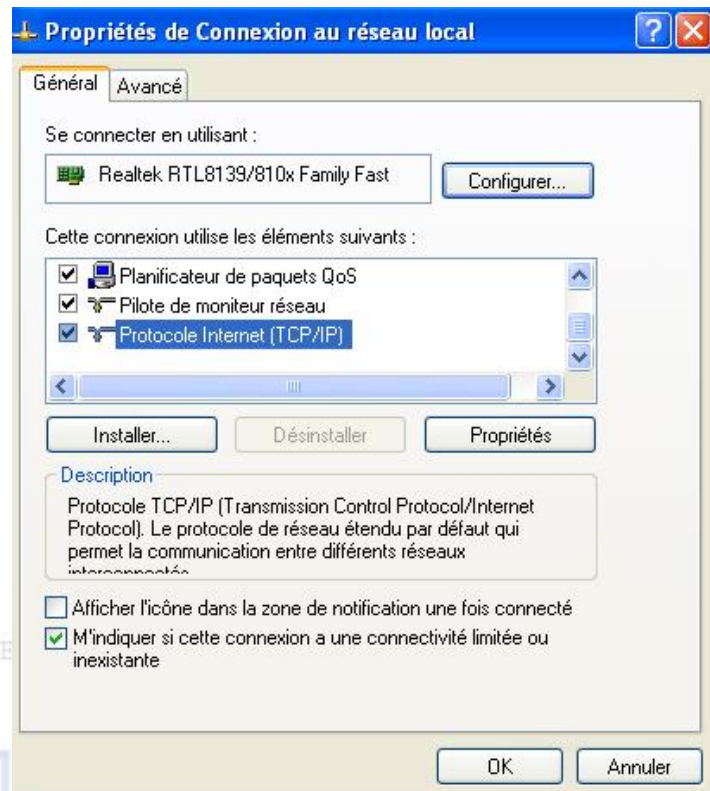 Propriétés de Connexion au réseau local
Général Avancé
Se connecter en utilisant :
Realtek RTL8139/810x Family Fast Configurer...
Cette connexion utilise les éléments suivants :
Planificateur de paquets QoS
Pilote de moniteur réseau
Protocole Internet (TCP/IP)
Installer... Désinstaller Propriétés
Description
Protocole TCP/IP (Transmission Control Protocol/Internet
Protocol). Le protocole de réseau étendu par défaut qui
permet la communication entre différents réseaux
interconnectés
Afficher l'icône dans la zone de notification une fois connecté
M'indiquer si cette connexion a une connectivité limitée ou
inexistante
OK Annuler